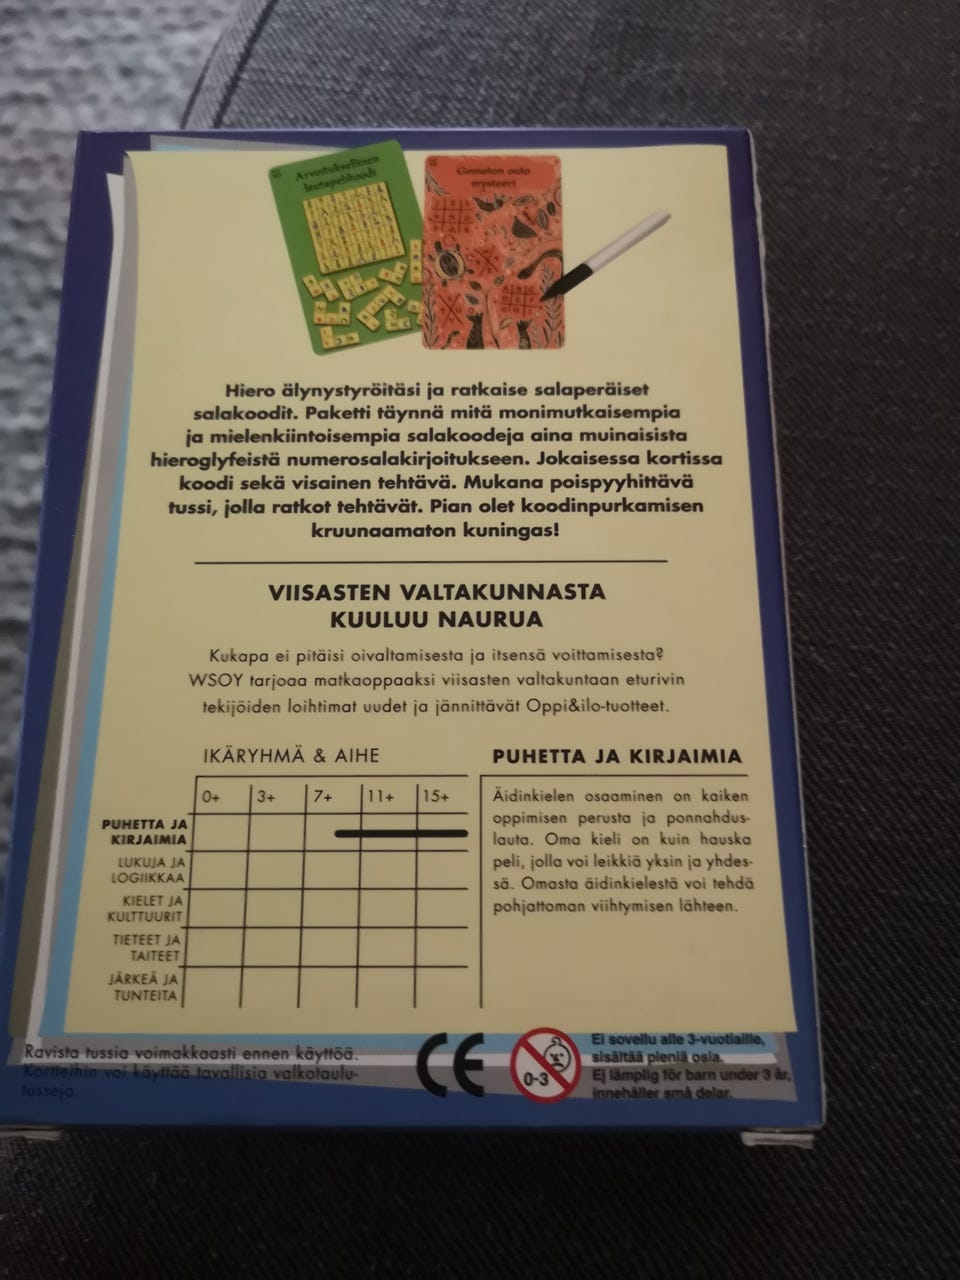 Arvoituksellinen
lautapelikoodi
Gomoton outo
mysteeri
Hiero älynystyröitäsi ja ratkaise salaperäiset
salakoodit. Paketti täynnä mitä monimutkaisempia
ja mielenkiintoisempia salakoodeja aina muinaisista
hieroglyfeistä numerosalakirjoitukseen. Jokaisessa kortissa
koodi sekä visainen tehtävä. Mukana poispyyhittävä
tussi, jolla ratkot tehtävät. Pian olet koodinpurkamisen
kruunaamaton kuningas!
VIISASTEN VALTAKUNNASTA
KUULUU NAURUA
Kukapa ei pitäisi oivaltamisesta ja itsensä voittamisesta?
WSOY tarjoaa matkaoppaaksi viisasten valtakuntaan eturivin
tekijöiden loihtimat uudet ja jännittävät Oppi&ilo-tuotteet.
IKÄRYHMÄ & AIHE
0+ 3+ 7+ 11+ 15+
PUHETTA JA
KIRJAIMIA
LUKUJA JA
LOGIIKKAA
KIELET JA
KULTTUURIT
TIETEET JA
TAITEET
JÄRKEÄ JA
TUNTEITA
PUHETTA JA KIRJAIMIA
Äidinkielen osaaminen on kaiken
oppimisen perusta ja ponnahdus-
lauta. Oma kieli on kuin hauska
peli, jolla voi leikkiä yksin ja yhdes-
sä. Omasta äidinkielestä voi tehdä
pohjattoman viihtymisen lähteen.
Ravista tussia voimakkaasti ennen käyttöä.
Kortteihin voi käyttää tavallisia valkotaulu-
tusseja.
CE
0-3
Ei sovellu alle 3-vuotiaille,
sisältää pieniä osia.
Ej lämplig för barn under 3 år,
innehåller små delar.